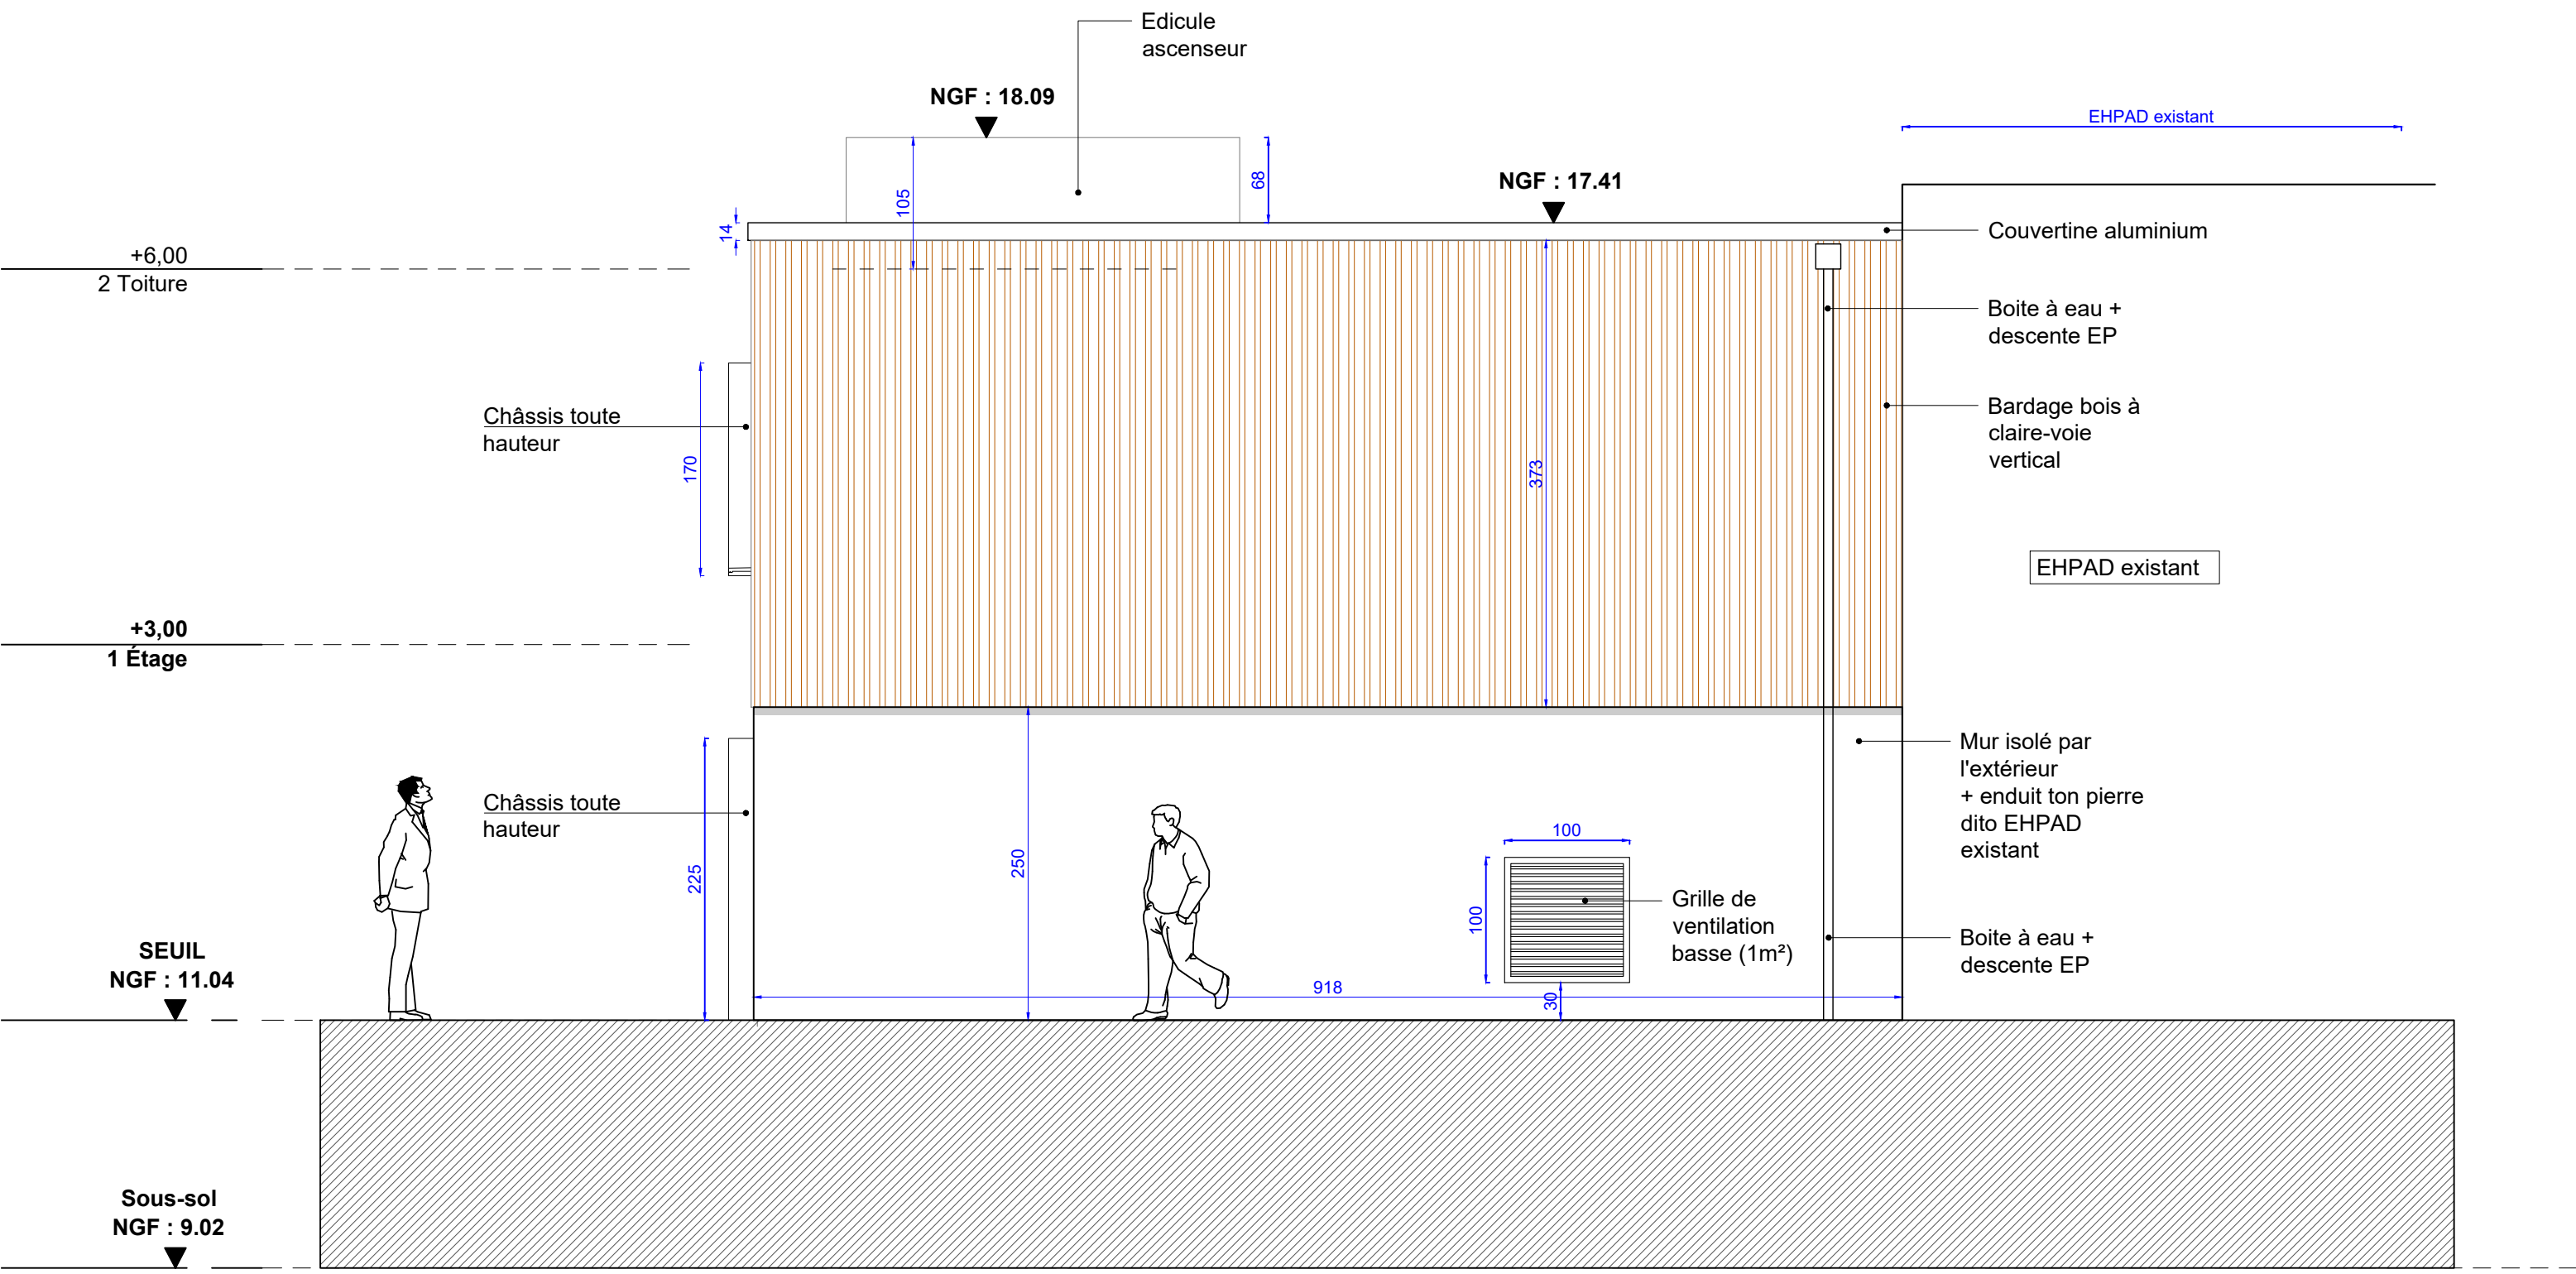 Edicule
ascenseur
NGF : 18.09
EHPAD existant
NGF : 17.41
68
105
14
Couvertine aluminium
+6,00
2 Toiture
Boite à eau +
descente EP
Châssis toute
hauteur
170
373
Bardage bois à
claire-voie
vertical
EHPAD existant
+3,00
1 Étage
Mur isolé par
l'extérieur
+ enduit ton pierre
dito EHPAD
existant
Châssis toute
hauteur
225
250
100
100
Grille de
ventilation
basse (1m²)
Boite à eau +
descente EP
SEUIL
NGF : 11.04
918
30
Sous-sol
NGF : 9.02